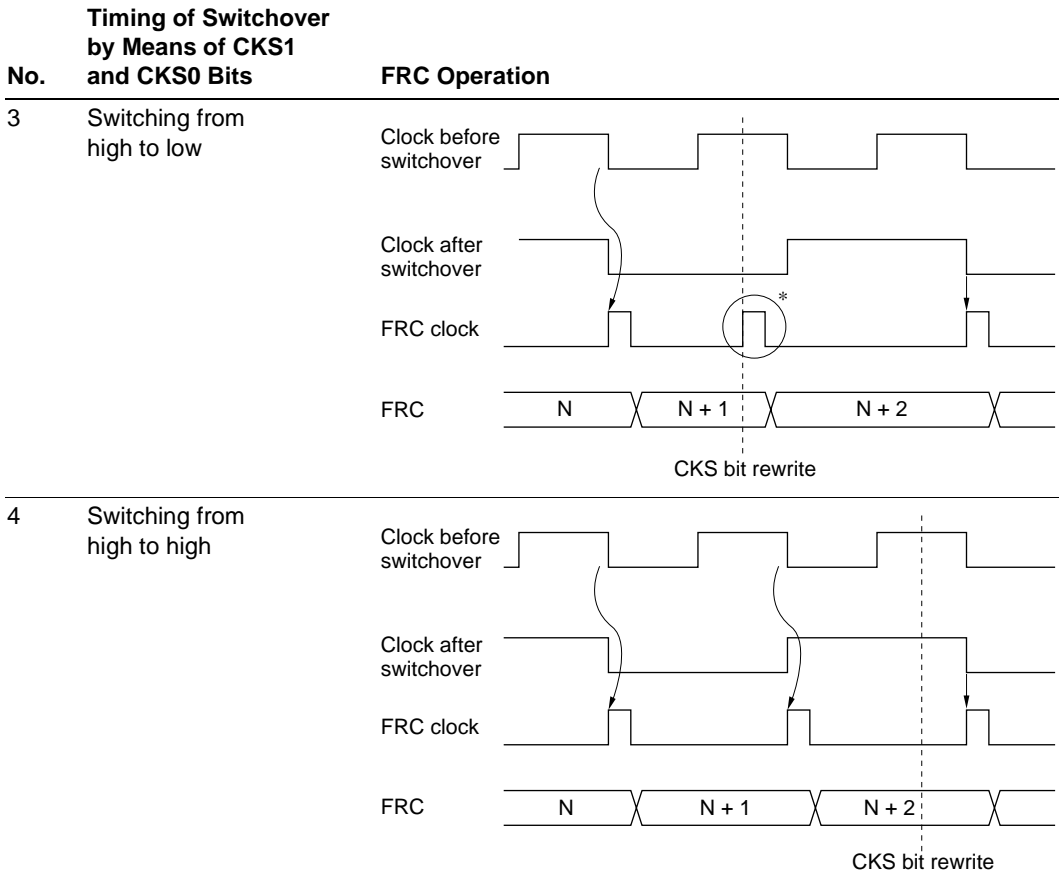 No.
Timing of Switchover
by Means of CKS1
and CKS0 Bits
FRC Operation
3
Switching from
high to low
Clock before
switchover
Clock after
switchover
FRC clock
*
FRC
N
N + 1
N + 2
CKS bit rewrite
4
Switching from
high to high
Clock before
switchover
Clock after
switchover
FRC clock
FRC
N
N + 1
N + 2
CKS bit rewrite